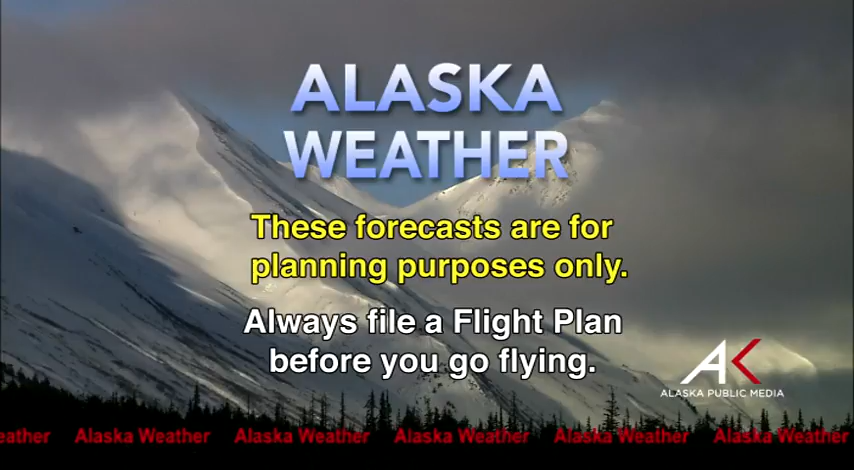 ALASKA
WEATHER
These forecasts are for
planning purposes only.
Always file a Flight Plan
before you go flying.
AK
ALASKA PUBLIC MEDIA
eather Alaska Weather Alaska Weather Alaska Weather Alaska Weather Alaska Weather